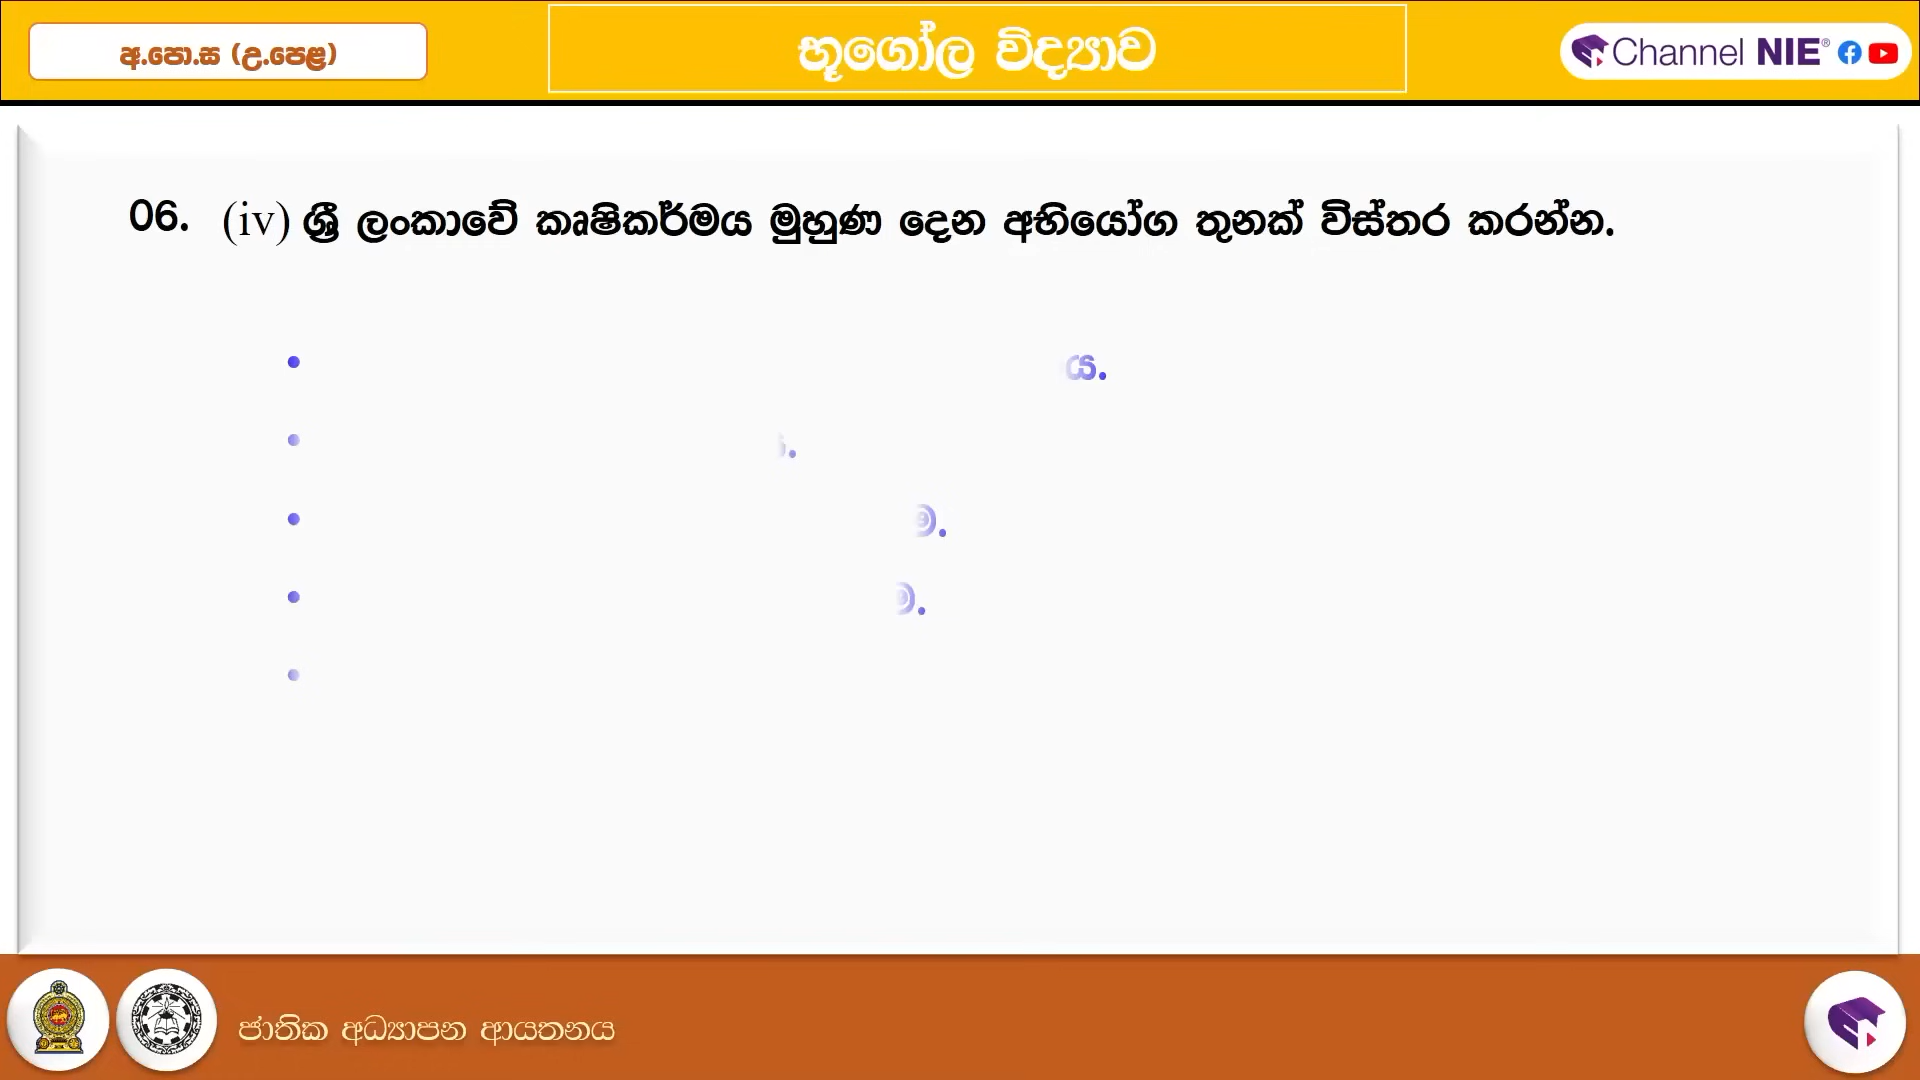 අ.පො.ස (උ.පෙළ)
භූගෝල විද්‍යාව
Channel NIE®
06. (iv) ශ්‍රී ලංකාවේ කෘෂිකර්මය මුහුණ දෙන අභියෝග තුනක් විස්තර කරන්න.
ය.
ම.
ම.
ජාතික අධ්‍යාපන ආයතනය